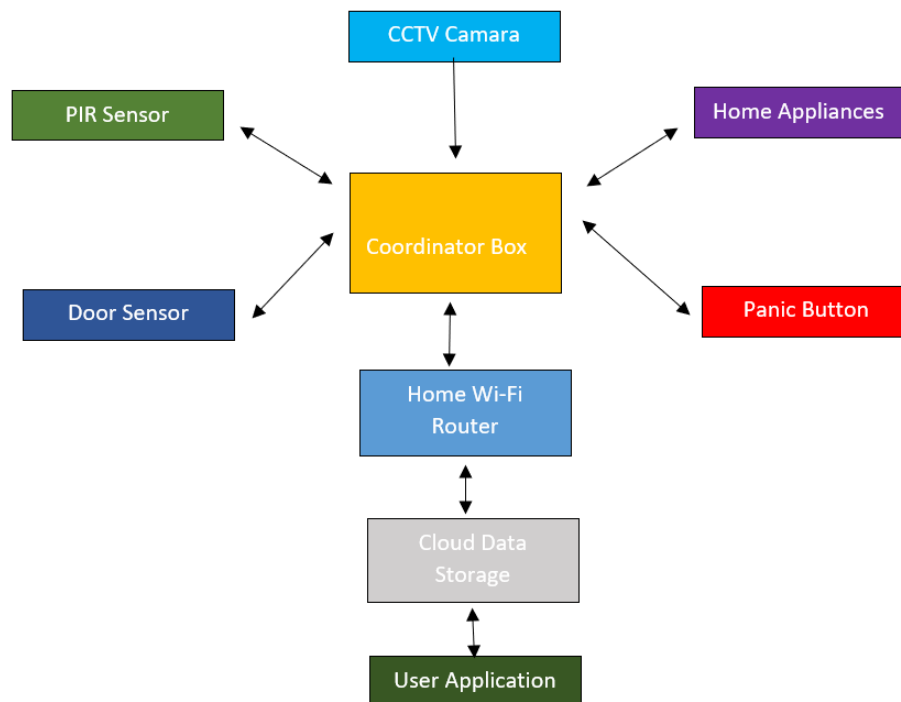 CCTV Camara
PIR Sensor
Home Appliances
Coordinator Box
Door Sensor
Panic Button
Home Wi-Fi
Router
Cloud Data
Storage
User Application